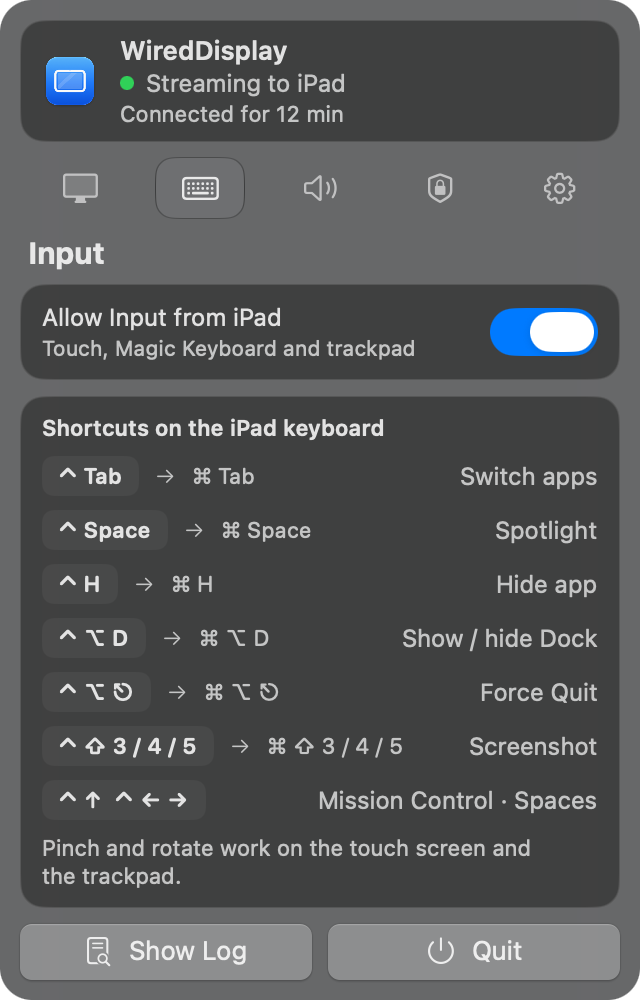 WiredDisplay
Streaming to iPad
Connected for 12 min
Input
Allow Input from iPad
Touch, Magic Keyboard and trackpad
Shortcuts on the iPad keyboard
⌃ Tab → ⌘ Tab Switch apps
⌃ Space → ⌘ Space Spotlight
⌃ H → ⌘ H Hide app
⌃ ⌥ D → ⌘ ⌥ D Show / hide Dock
⌃ ⌥ ⎋ → ⌘ ⌥ ⎋ Force Quit
⌃ ⇧ 3 / 4 / 5 → ⌘ ⇧ 3 / 4 / 5 Screenshot
⌃ ↑ ⌃ ← → Mission Control · Spaces
Pinch and rotate work on the touch screen and
the trackpad.
Show Log
Quit